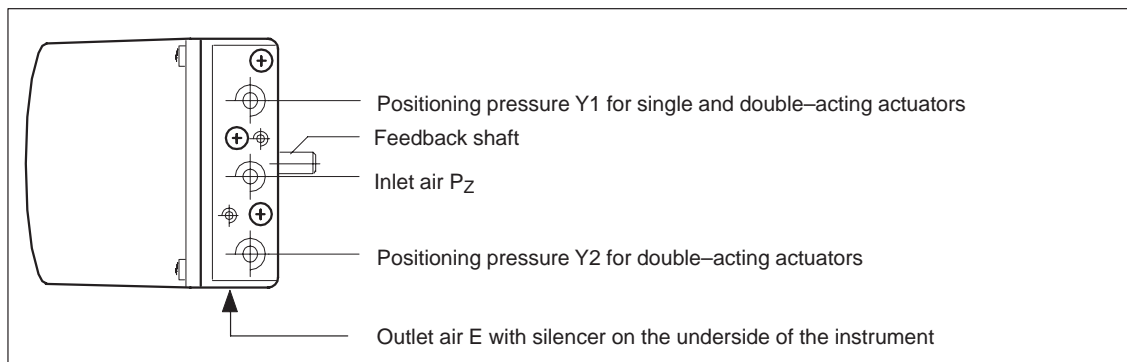 Positioning pressure Y1 for single and double–acting actuators
Feedback shaft
Inlet air PZ
Positioning pressure Y2 for double–acting actuators
Outlet air E with silencer on the underside of the instrument